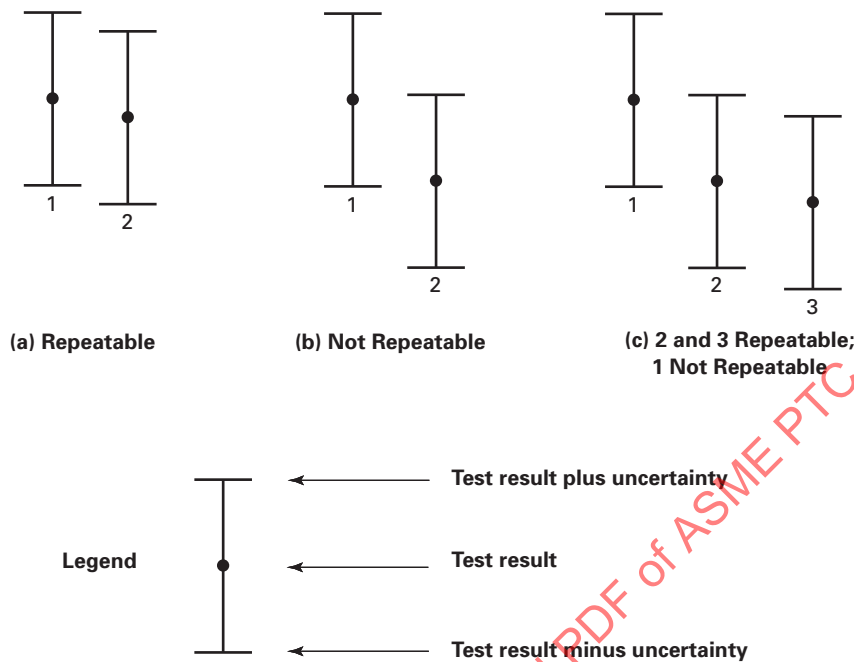 1
2
1
2
1
2
3
(a) Repeatable
(b) Not Repeatable
(c) 2 and 3 Repeatable;
1 Not Repeatable
Legend
Test result plus uncertainty
Test result
Test result minus uncertainty
PDF of ASME PTC